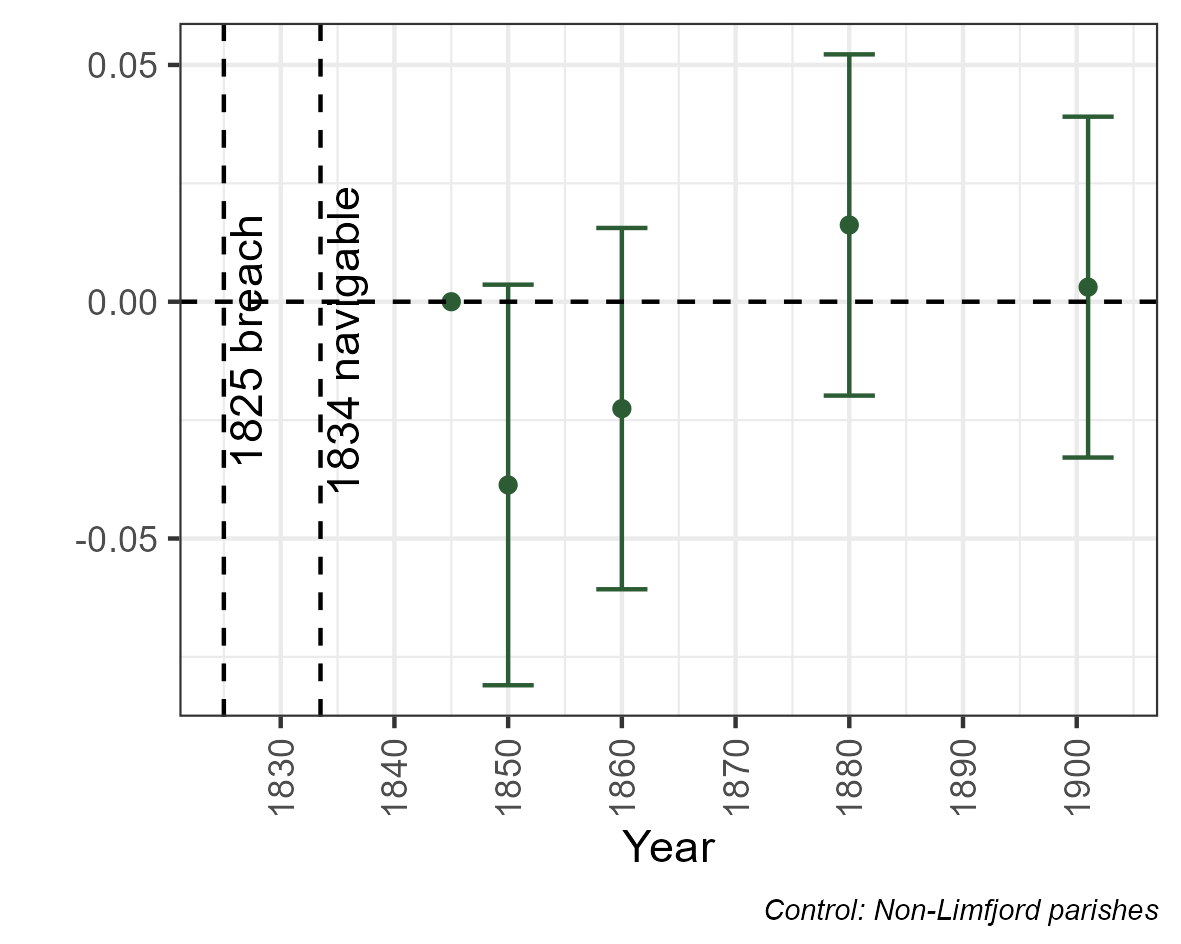 0.05
0.00
-0.05
1825 breach
1834 navigable
1830 1840 1850 1860 1870 1880 1890 1900
Year
Control: Non-Limfjord parishes